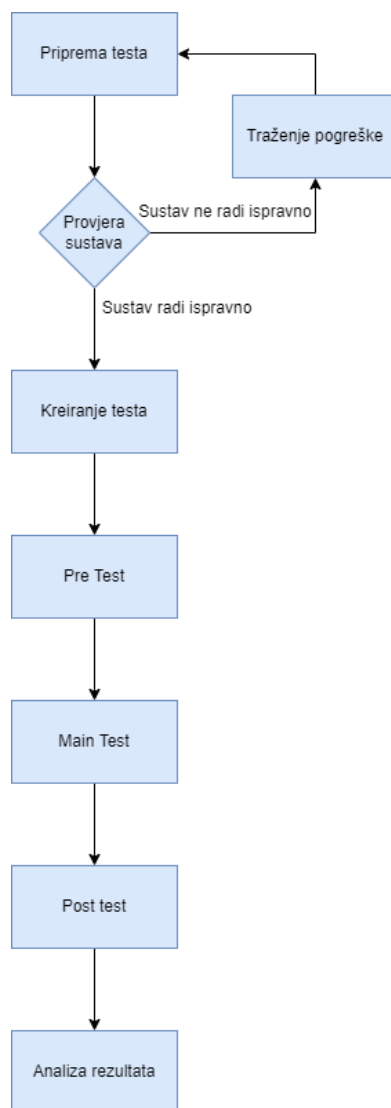 Priprema testa
Traženje pogreške
Provjera
sustava
Sustav ne radi ispravno
Sustav radi ispravno
Kreiranje testa
Pre Test
Main Test
Post test
Analiza rezultata